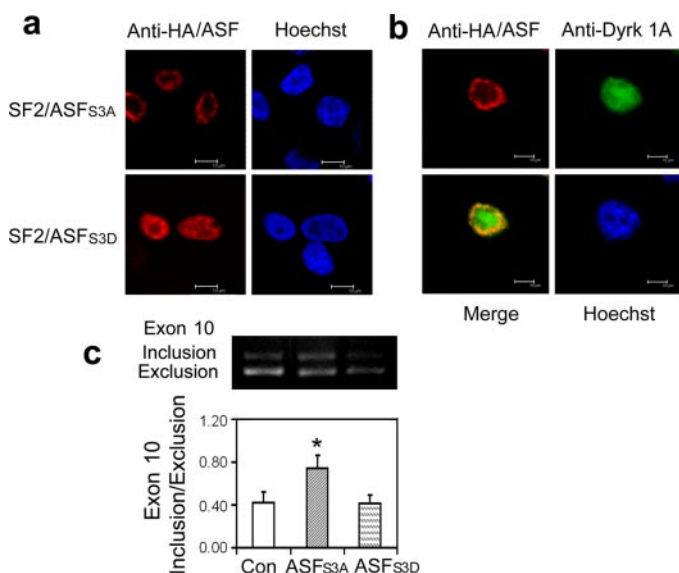 a
Anti-HA/ASF Hoechst
SF2/ASFS3A
SF2/ASFS3D
b
Anti-HA/ASF Anti-Dyrk 1A
Merge Hoechst
c
Exon 10
Inclusion
Exclusion
Exon 10
Inclusion/Exclusion
1.20
0.80
0.40
0.00
*
Con ASFS3A ASFS3D